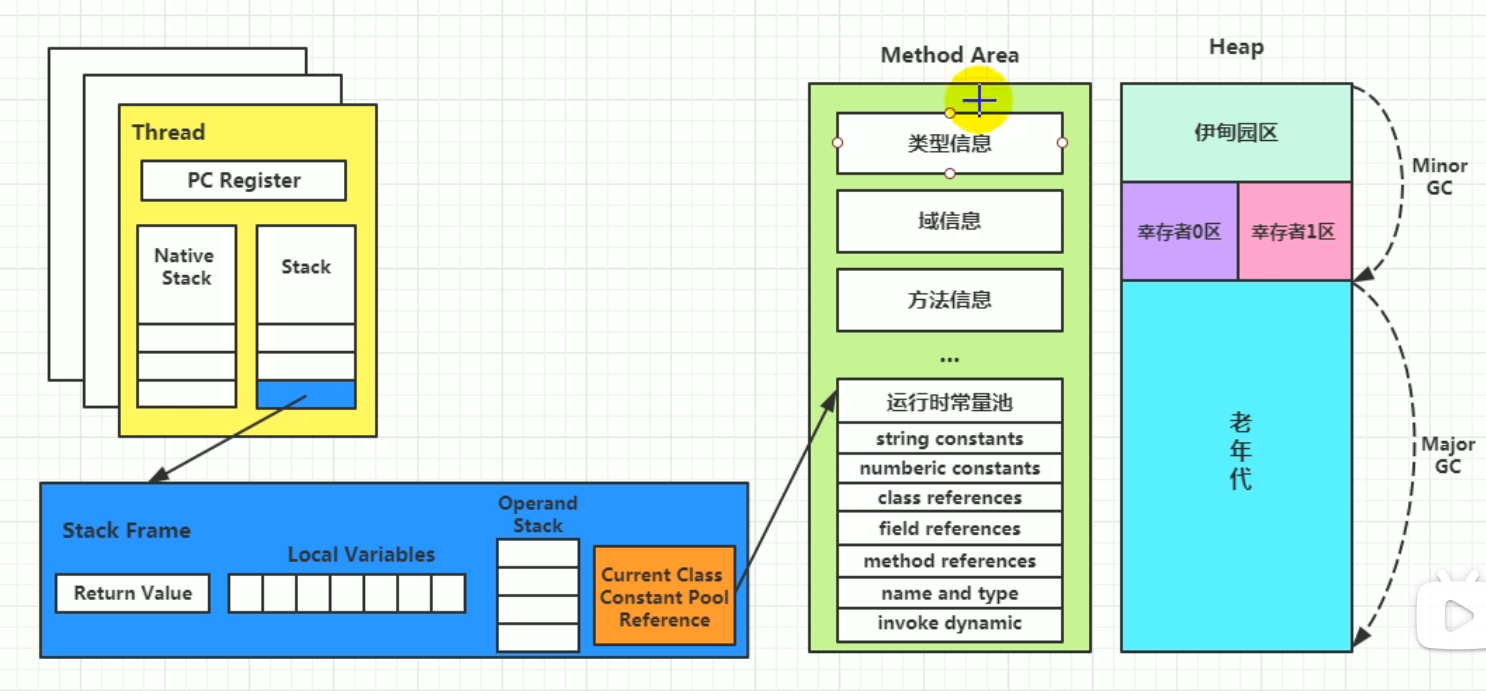 Thread
PC Register
Native
Stack
Stack
Stack Frame
Return Value
Local Variables
Operand
Stack
Current Class
Constant Pool
Reference
Method Area
类型信息
域信息
方法信息
...
运行时常量池
string constants
numberic constants
class references
field references
method references
name and type
invoke dynamic
Heap
伊甸园区
幸存者0区
幸存者1区
老
年
代
Minor
GC
Major
GC